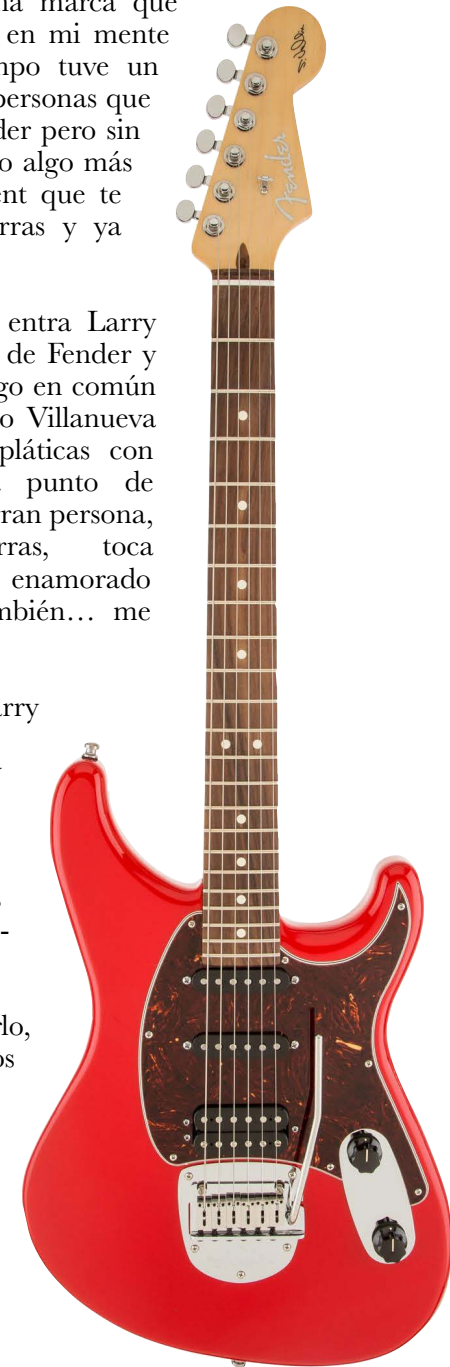 na marca que
en mi mente
mpo tuve un
personas que
der pero sin
o algo más
ent que te
rras y ya
entra Larry
de Fender y
go en común
o Villanueva
pláticas con
punto de
ran persona,
rras, toca
enamorado
mbién… me
arry
-
rlo,
os
Fender